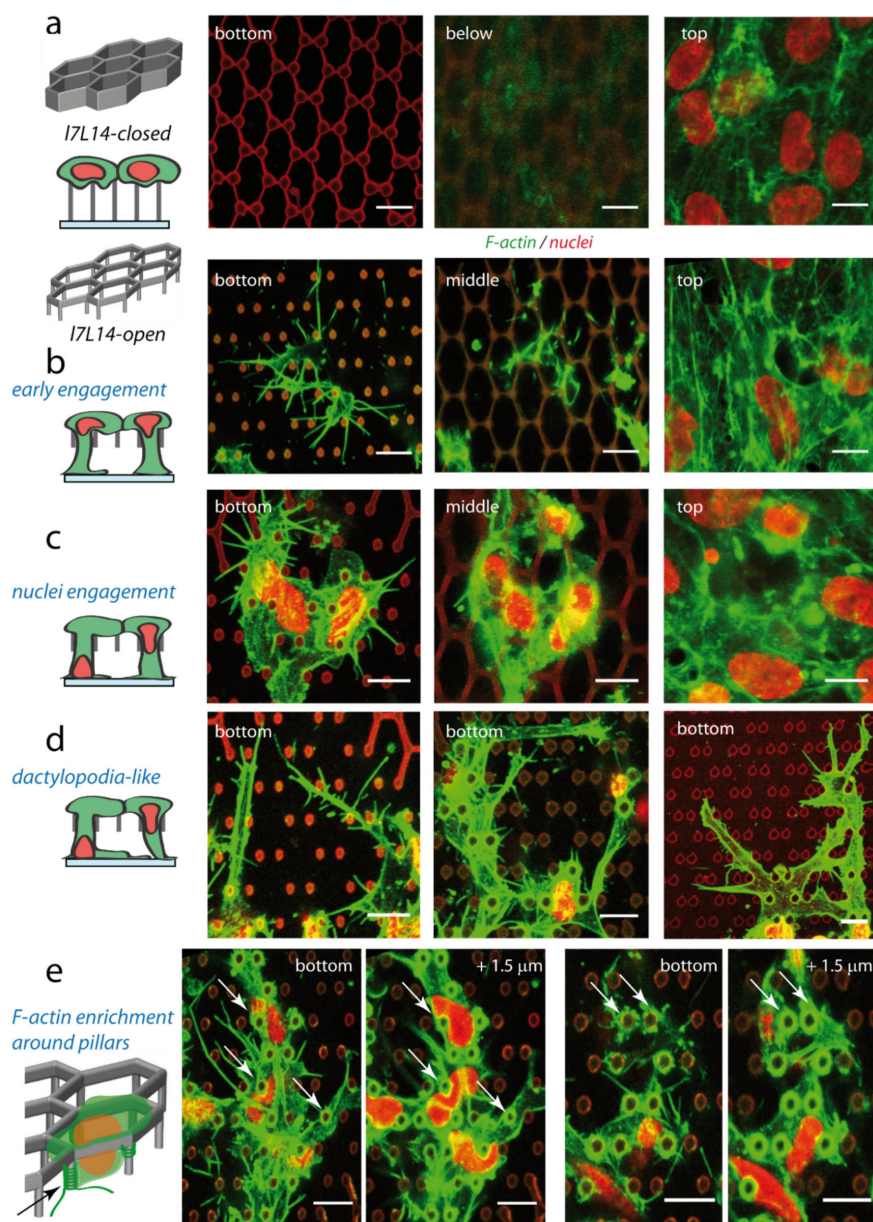 a
bottom
below
top
l7L14-closed
F-actin / nuclei
bottom
middle
top
l7L14-open
b
early engagement
bottom
middle
top
c
nuclei engagement
bottom
bottom
bottom
d
dactylopodia-like
e
bottom
+ 1.5 μm
bottom
+ 1.5 μm
F-actin enrichment
around pillars